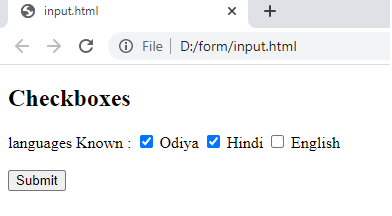 input.html
File | D:/form/input.html
Checkboxes
languages Known : Odiya Hindi English
Submit